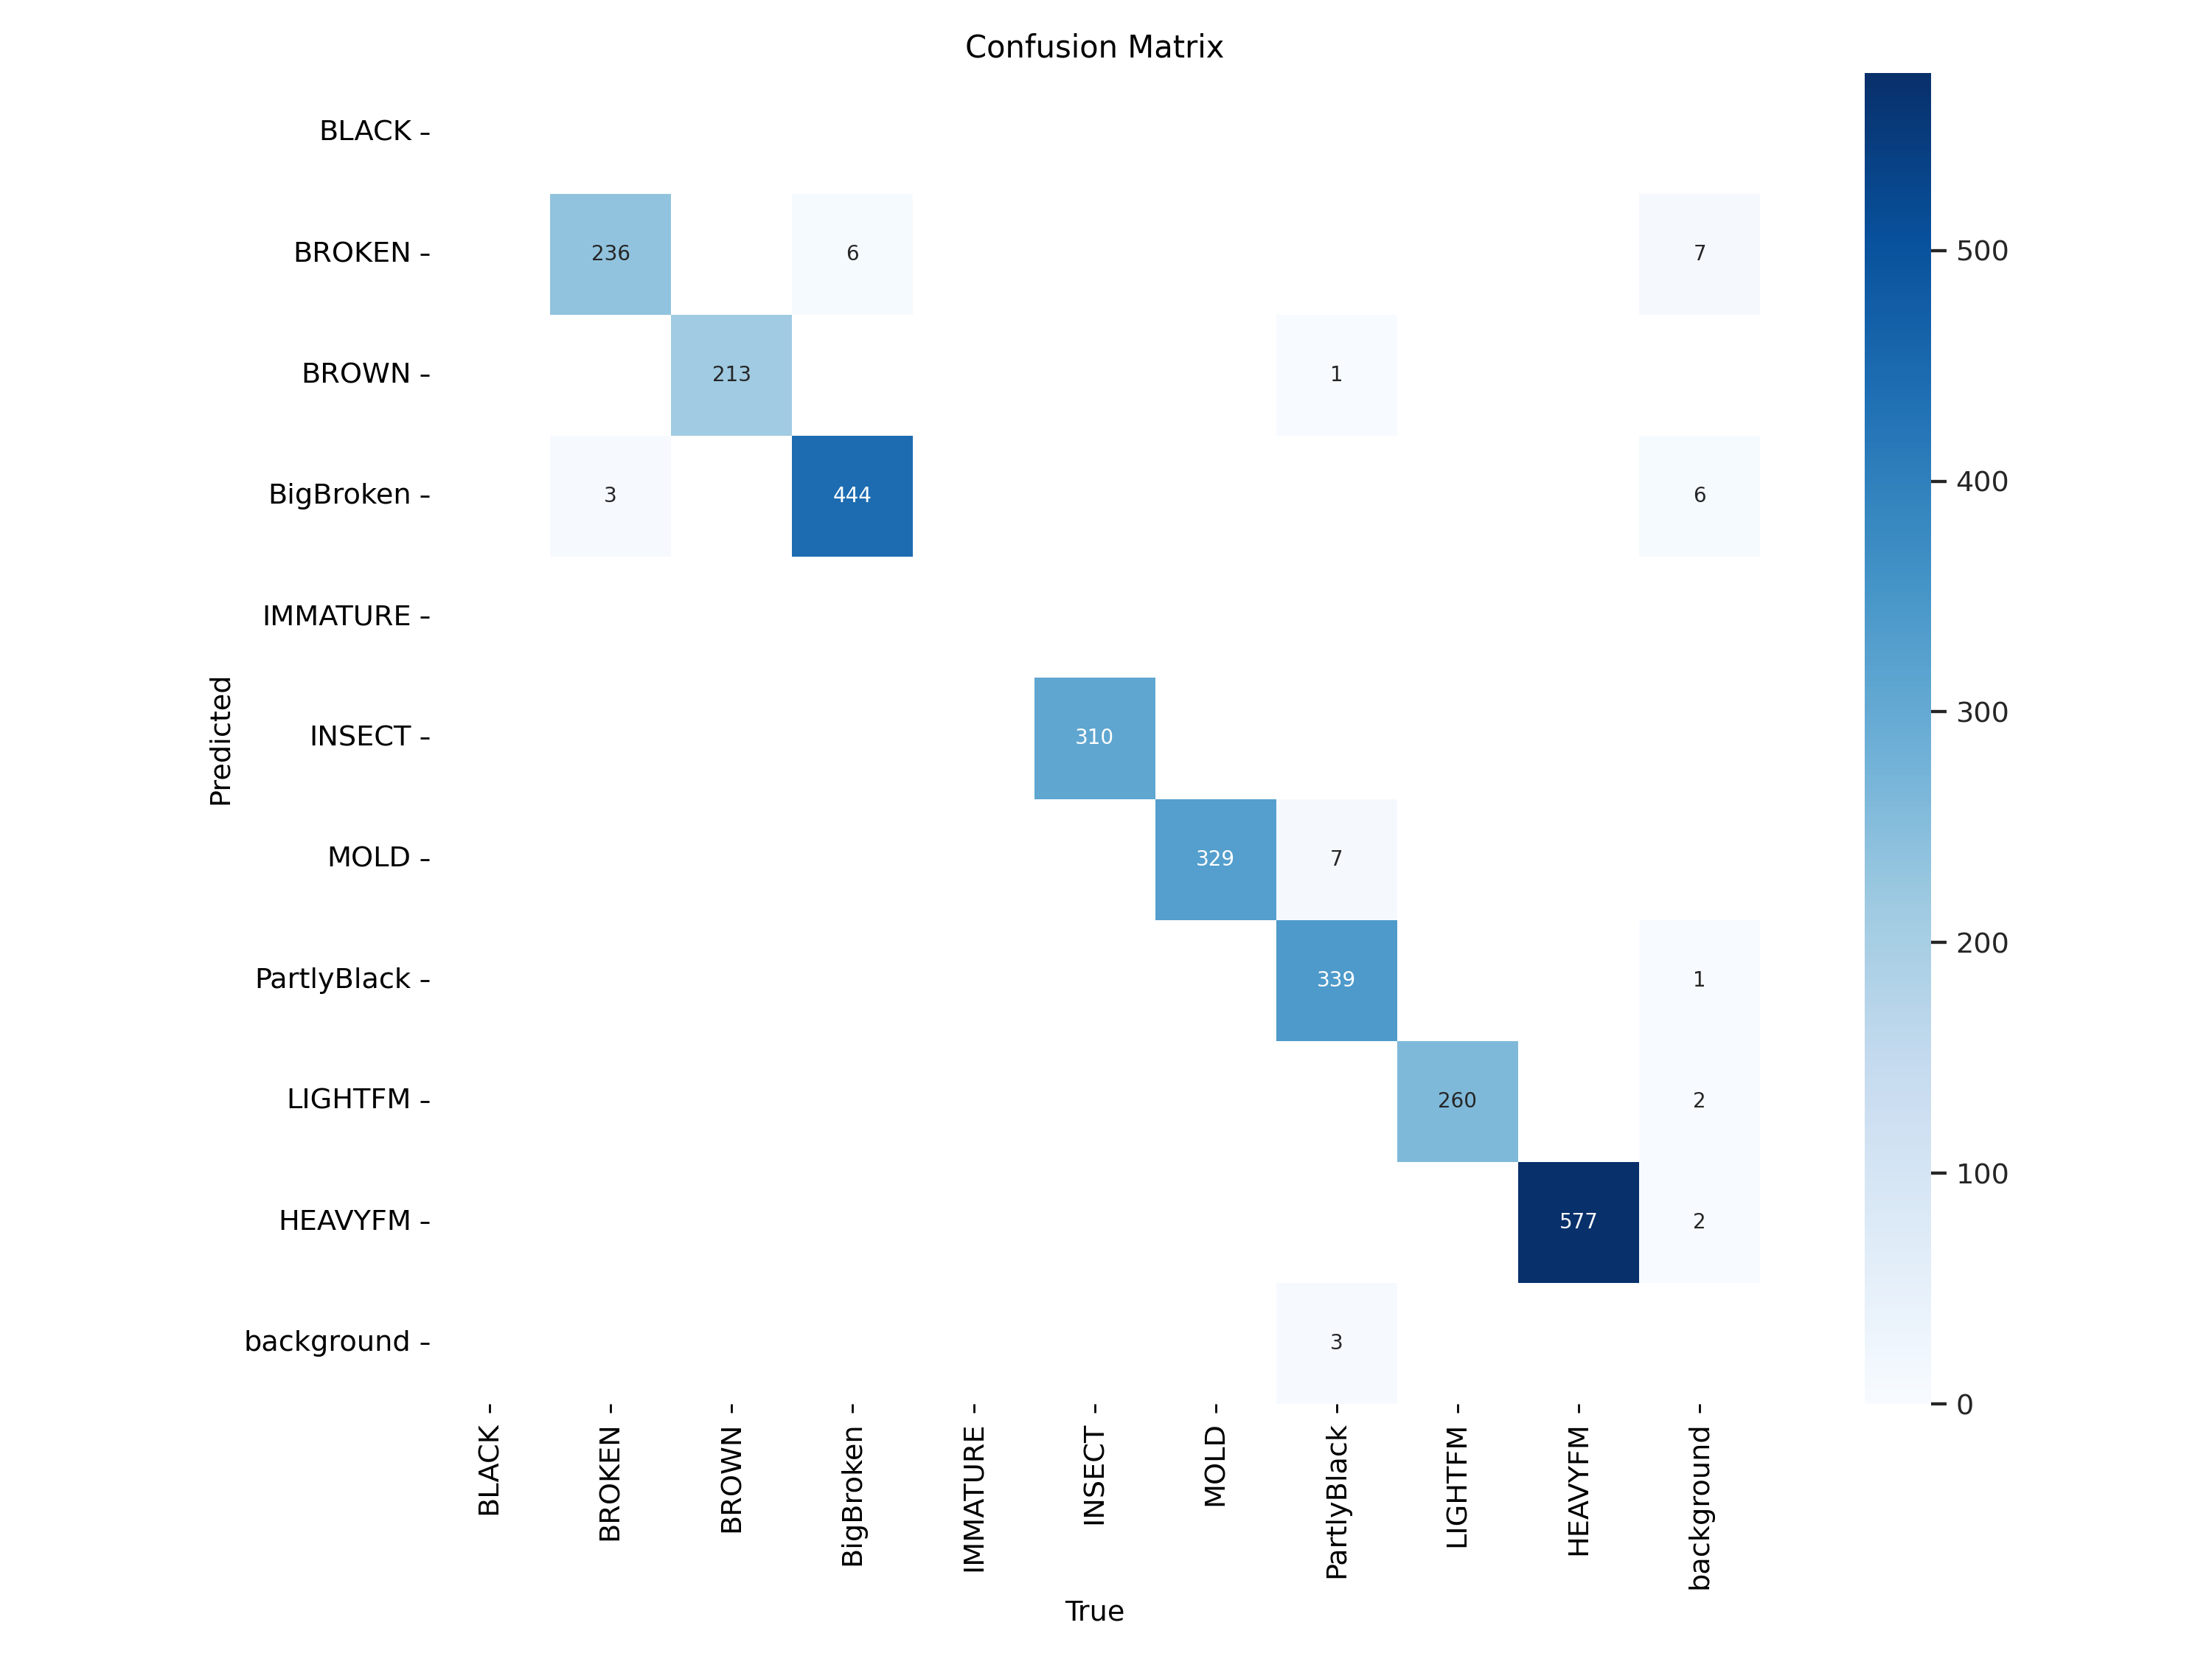 Confusion Matrix
BLACK
BROKEN 236 6 7
BROWN 213 1
BigBroken 3 444 6
IMMATURE
INSECT 310
MOLD 329 7
PartlyBlack 339 1
LIGHTFM 260 2
HEAVYFM 577 2
background 3
Predicted
BLACK
BROKEN
BROWN
BigBroken
IMMATURE
INSECT
MOLD
PartlyBlack
LIGHTFM
HEAVYFM
background
True
500
400
300
200
100
0